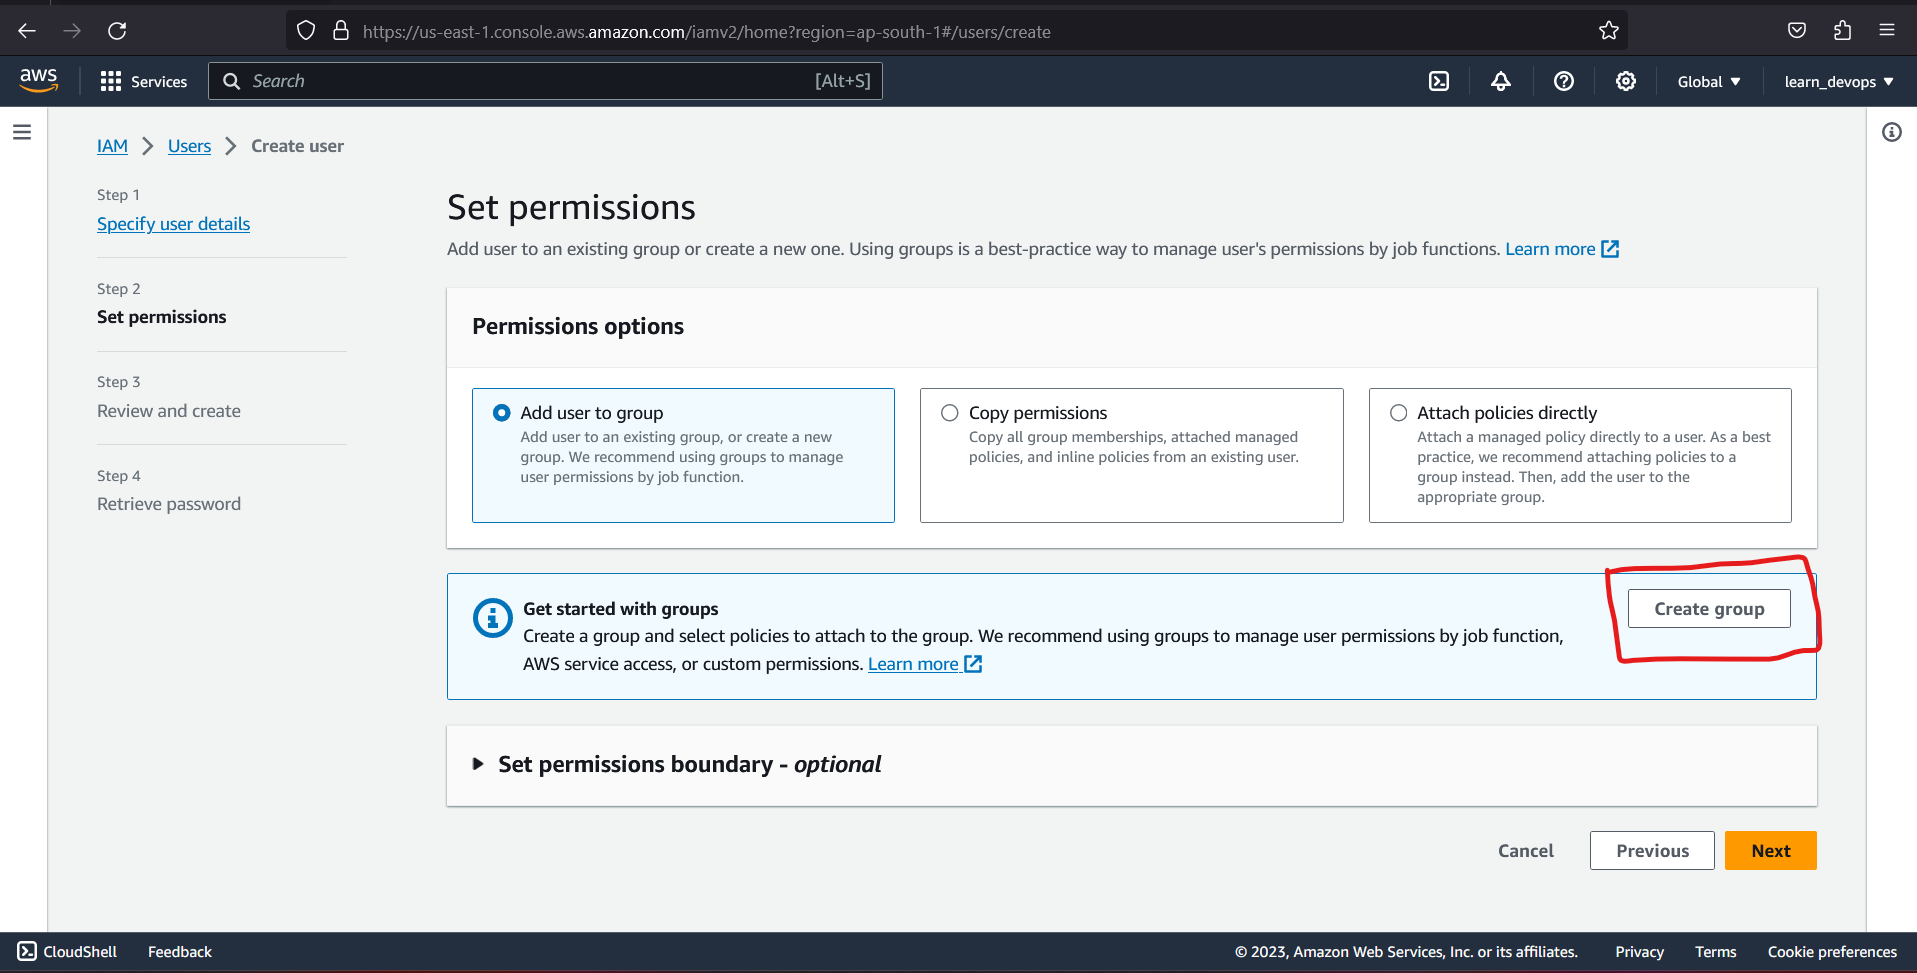 https://us-east-1.console.aws.amazon.com/iamv2/home?region=ap-south-1#/users/create
aws Services Search [Alt+S] Global learn_devops
IAM Users Create user
Step 1
Specify user details
Step 2
Set permissions
Step 3
Review and create
Step 4
Retrieve password
Set permissions
Add user to an existing group or create a new one. Using groups is a best-practice way to manage user's permissions by job functions. Learn more
Permissions options
Add user to group
Add user to an existing group, or create a new
group. We recommend using groups to manage
user permissions by job function.
Copy permissions
Copy all group memberships, attached managed
policies, and inline policies from an existing user.
Attach policies directly
Attach a managed policy directly to a user. As a best
practice, we recommend attaching policies to a
group instead. Then, add the user to the
appropriate group.
Get started with groups
Create a group and select policies to attach to the group. We recommend using groups to manage user permissions by job function,
AWS service access, or custom permissions. Learn more
Create group
Set permissions boundary - optional
Cancel Previous Next
CloudShell Feedback © 2023, Amazon Web Services, Inc. or its affiliates. Privacy Terms Cookie preferences